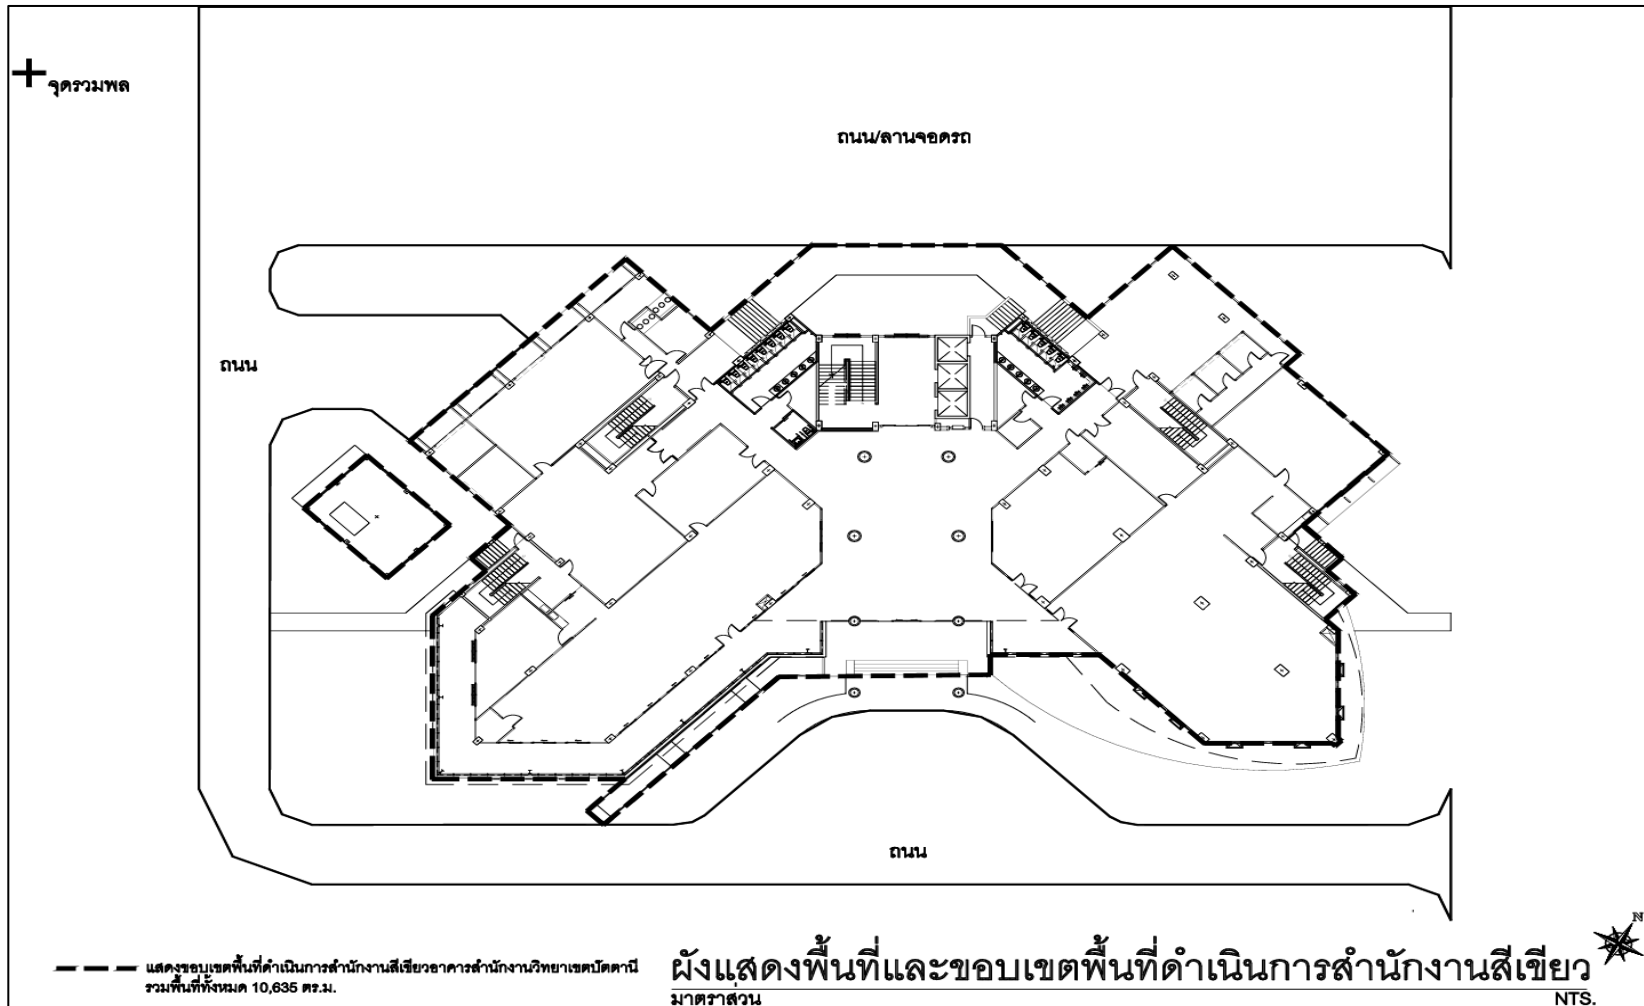 จุดรวมพล
ถนน/ลานจอดรถ
ถนน
ถนน
แสดงขอบเขตพื้นที่ดำเนินการสำนักงานสีเขียวอาคารสำนักงานวิทยาเขตปัตตานี
รวมพื้นที่ทั้งหมด 10,635 ตร.ม.
ผังแสดงพื้นที่และขอบเขตพื้นที่ดำเนินการสำนักงานสีเขียว
มาตราส่วน
NTS.
N